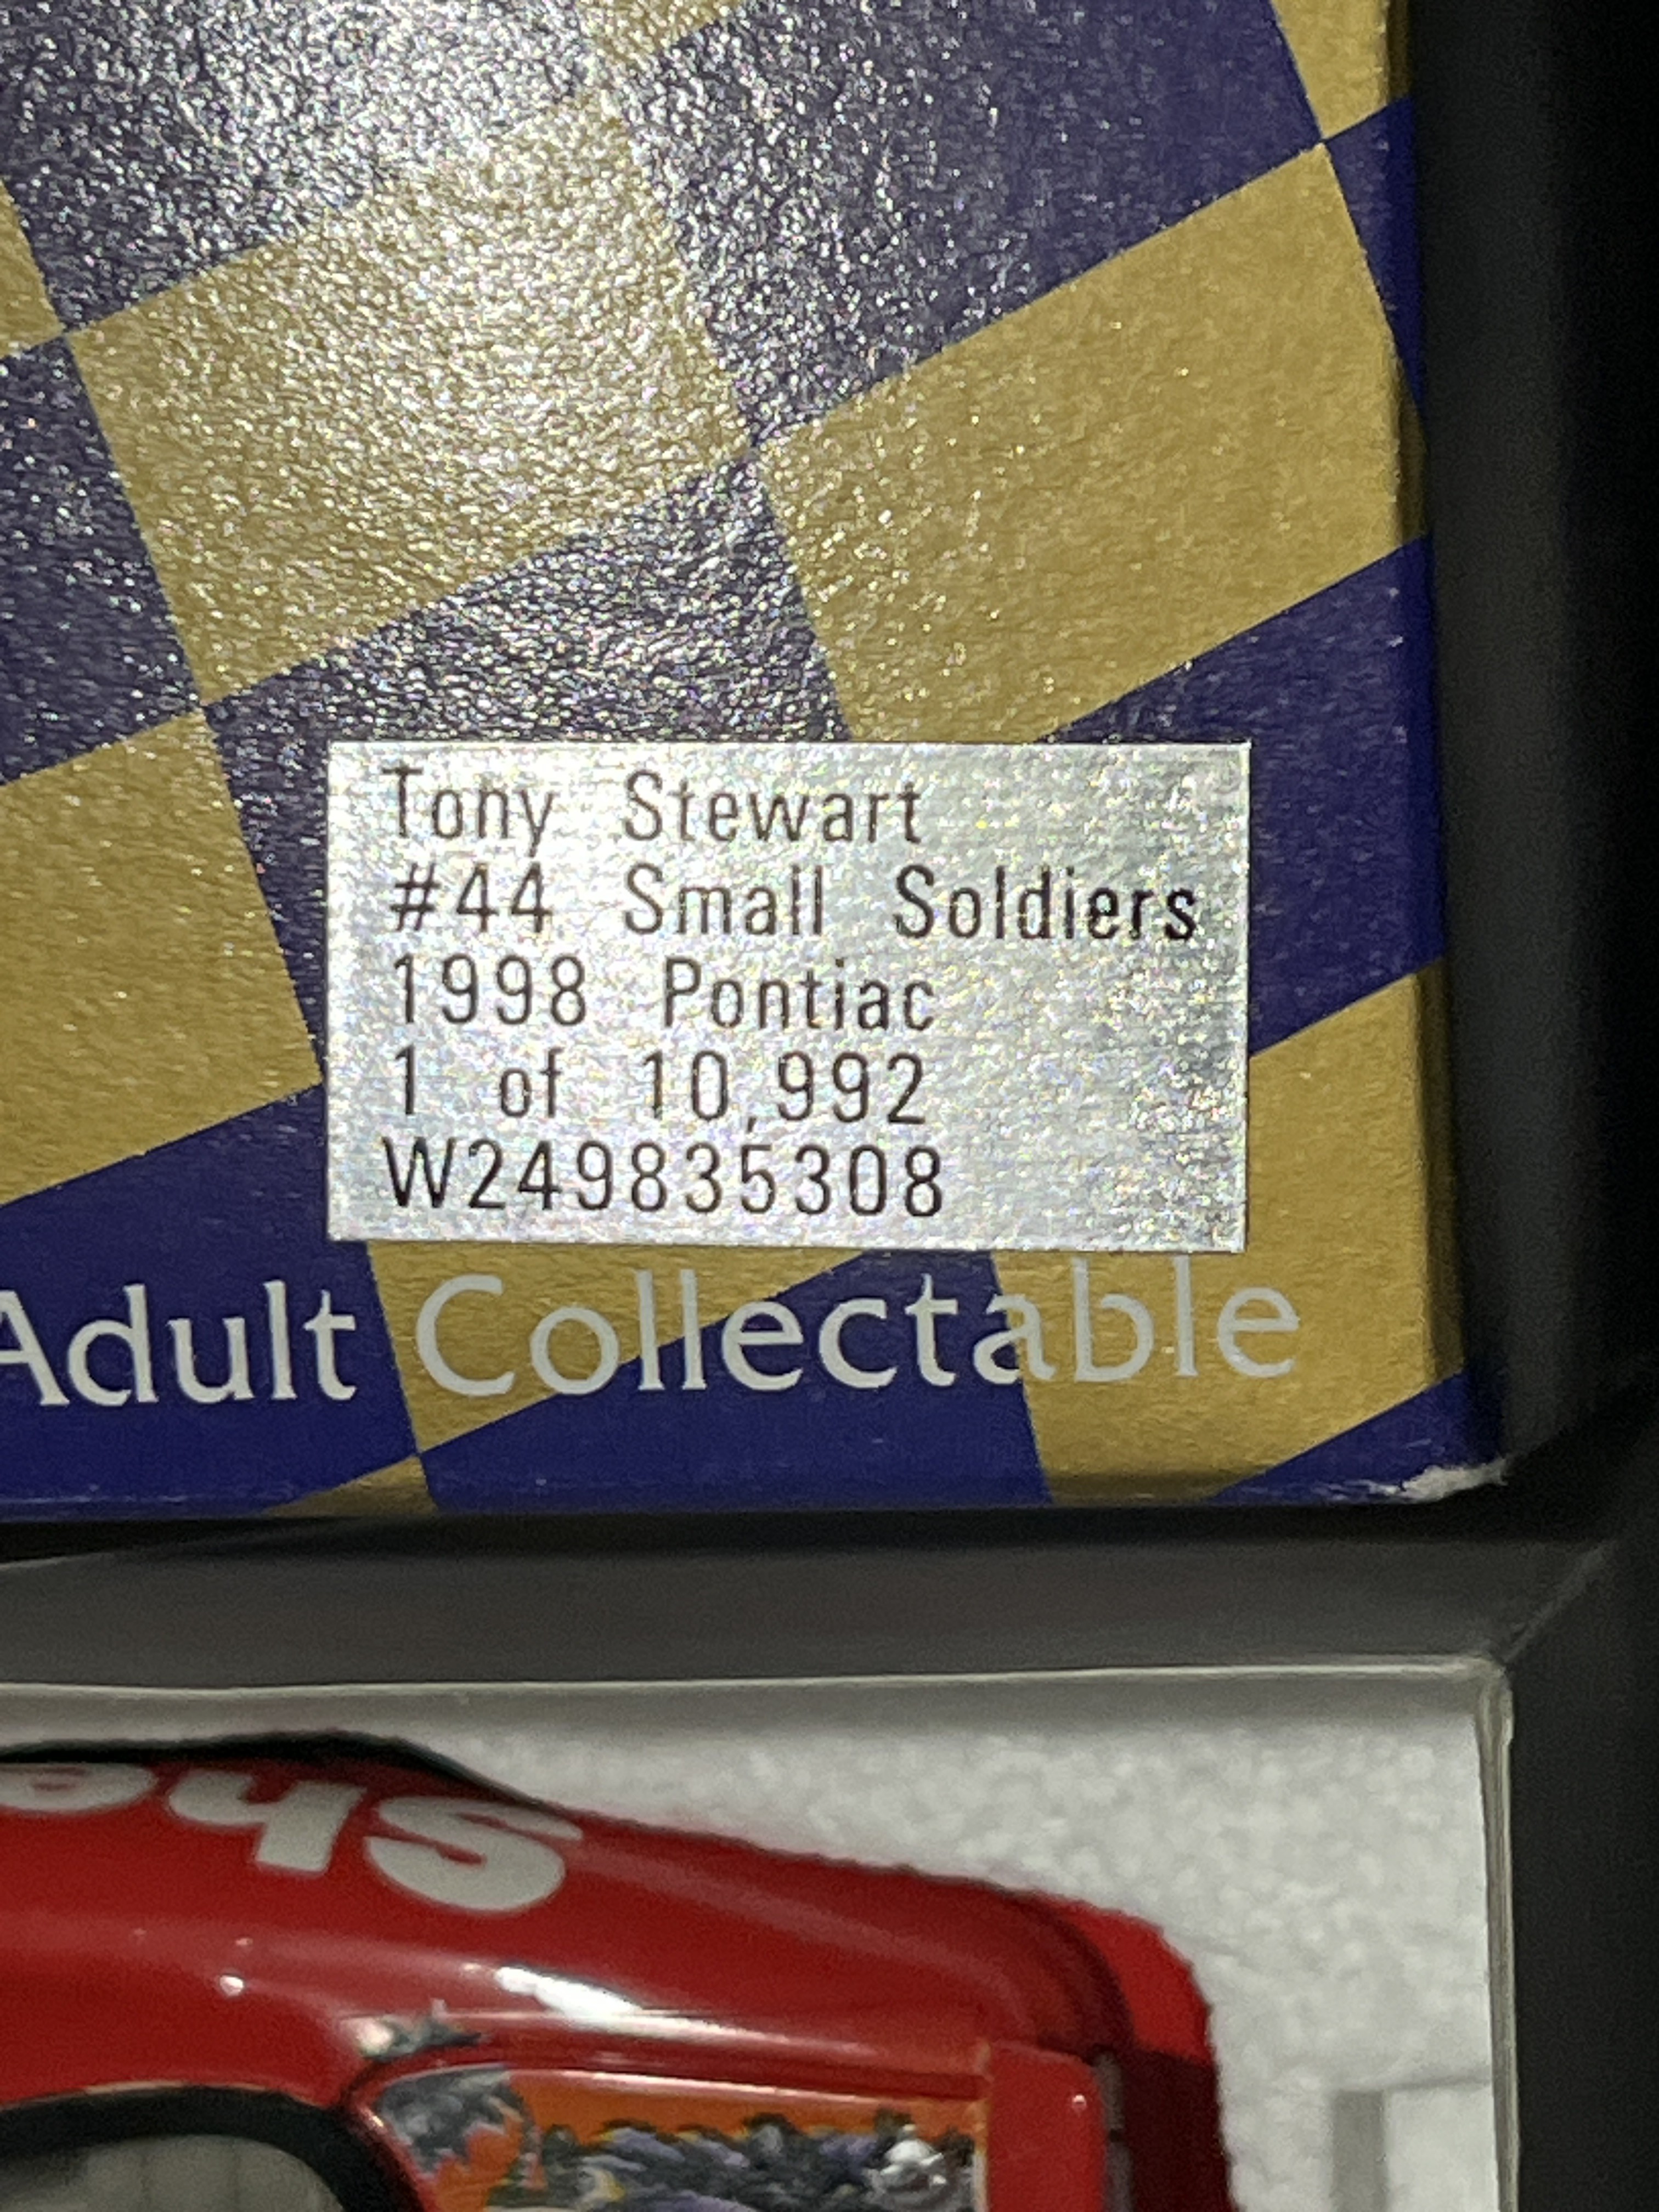 Tony Stewart
#44 Small Soldiers
1998 Pontiac
1 of 10,992
W249835308
Adult Collectable